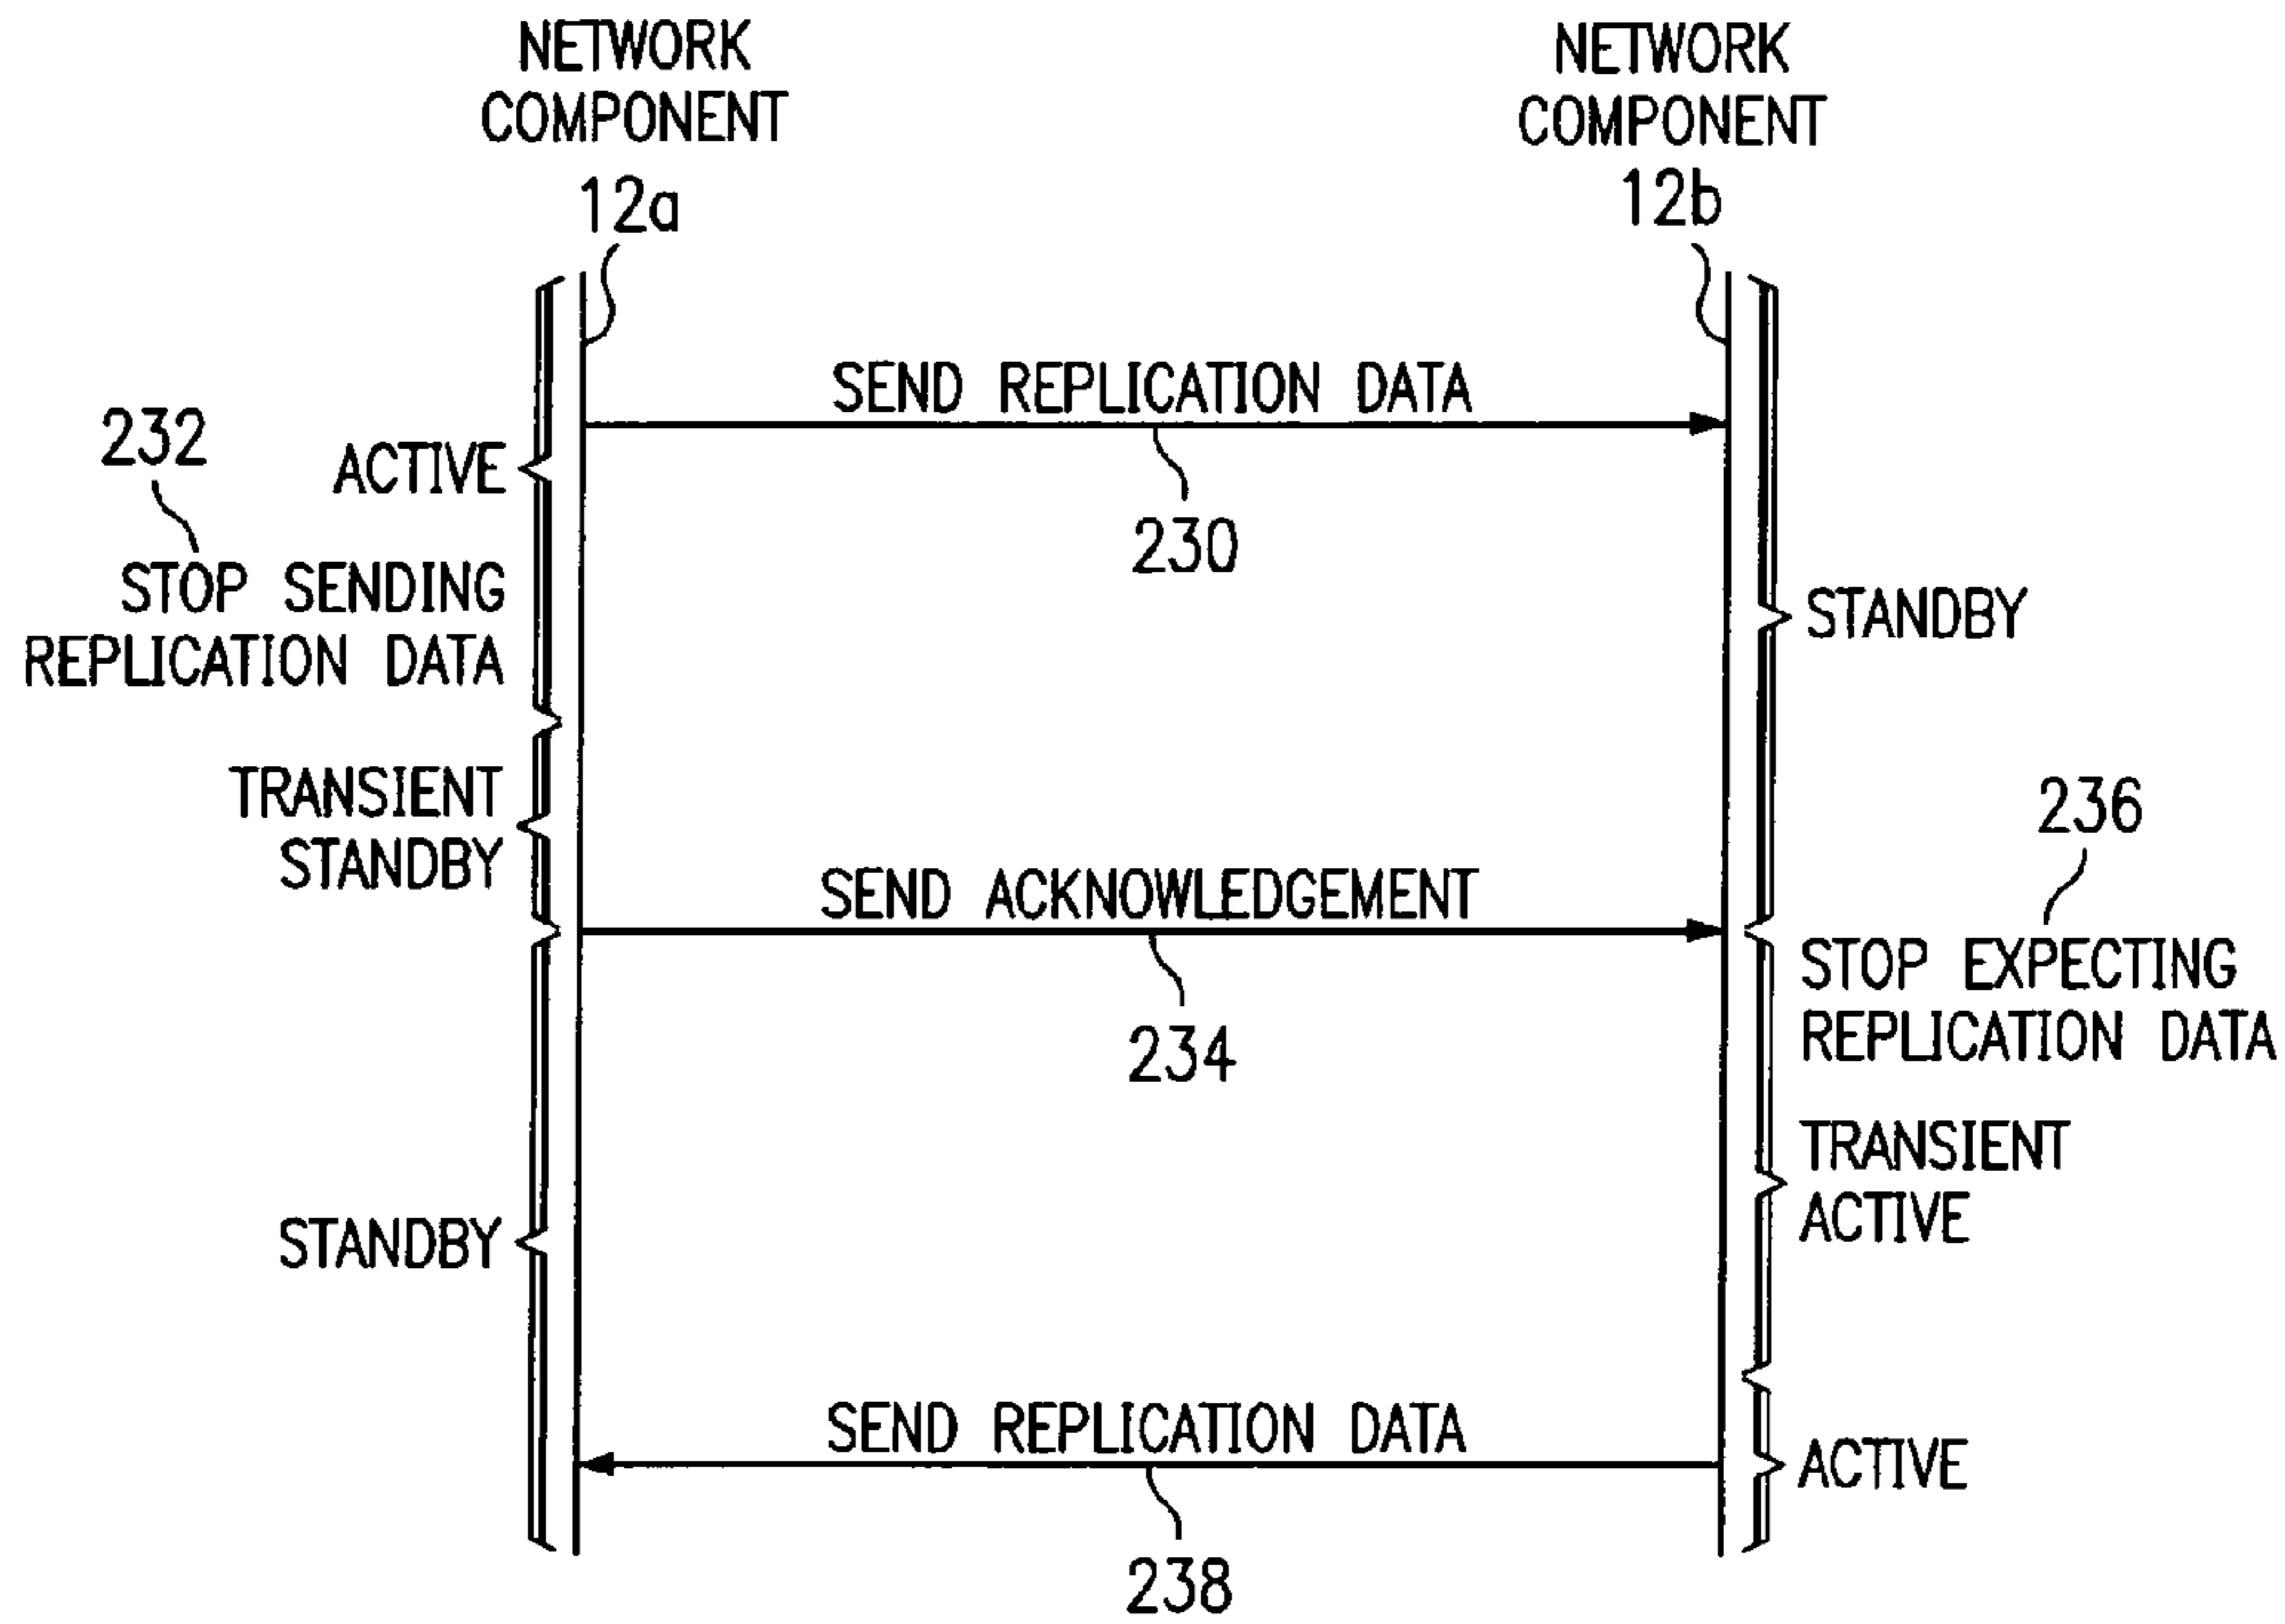 NETWORK
COMPONENT
12a
NETWORK
COMPONENT
12b
SEND REPLICATION DATA
230
232
ACTIVE
STOP SENDING
REPLICATION DATA
STANDBY
TRANSIENT
STANDBY
236
SEND ACKNOWLEDGEMENT
234
STOP EXPECTING
REPLICATION DATA
TRANSIENT
ACTIVE
STANDBY
SEND REPLICATION DATA
238
ACTIVE